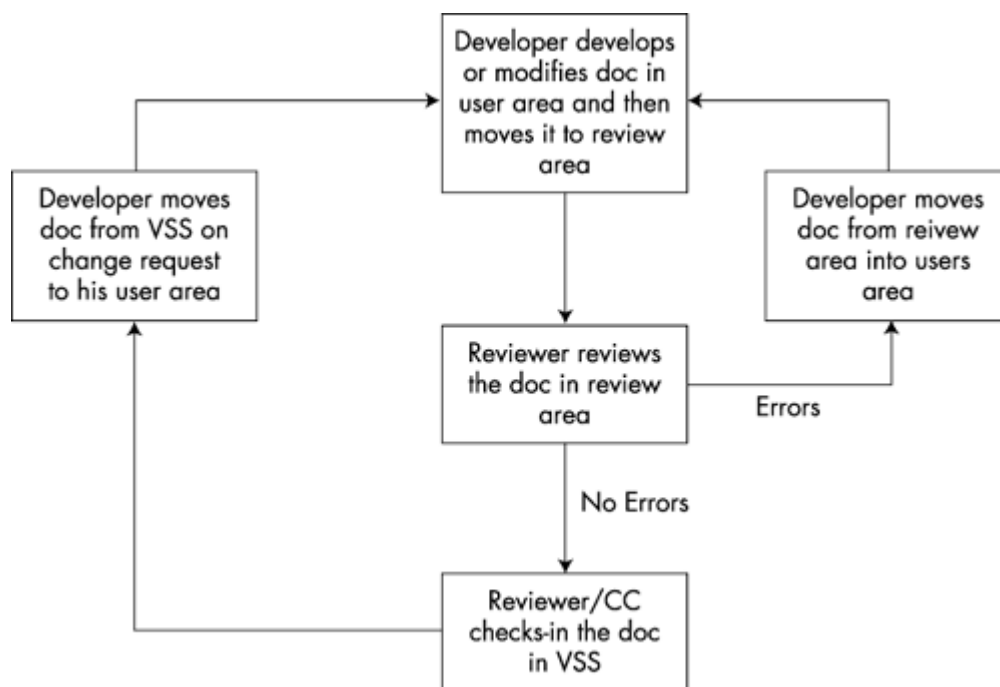 Developer develops
or modifies doc in
user area and then
moves it to review
area
Developer moves
doc from VSS on
change request
to his user area
Developer moves
doc from reivew
area into users
area
Reviewer reviews
the doc in review
area
Errors
No Errors
Reviewer/CC
checks-in the doc
in VSS